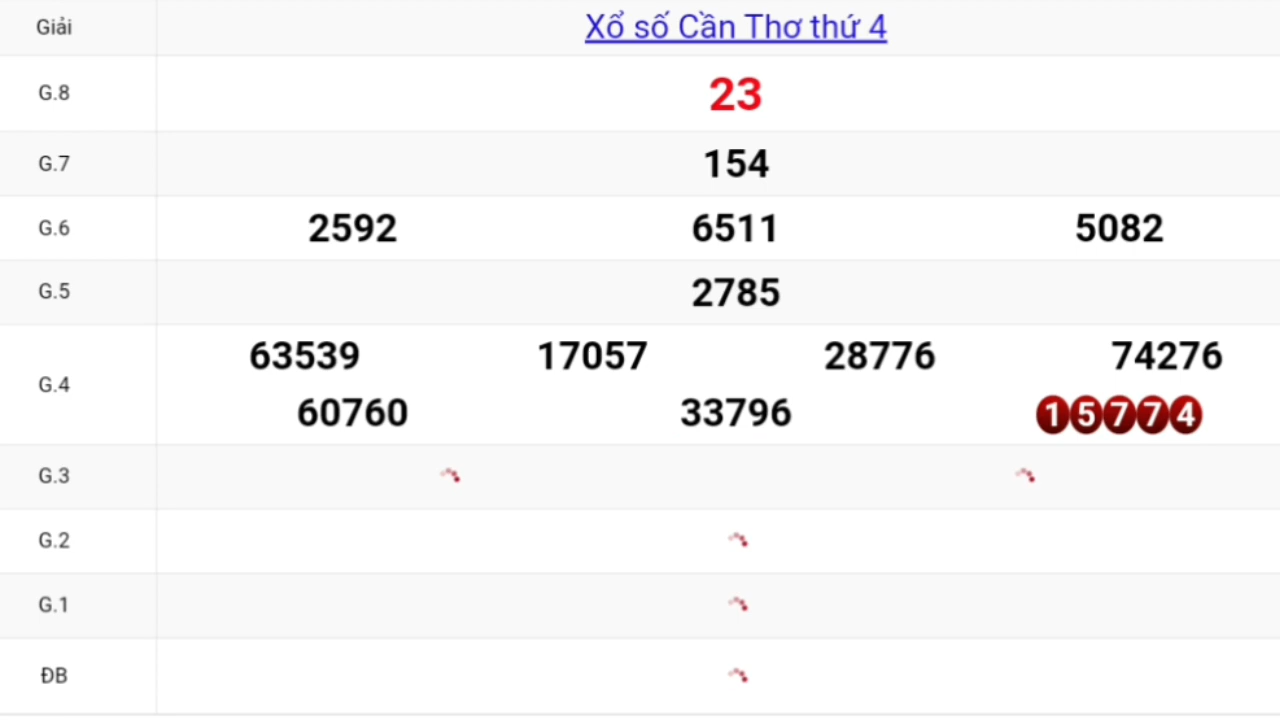 Giải Xổ số Cần Thơ thứ 4
G.8 23
G.7 154
G.6 2592 6511 5082
G.5 2785
G.4 63539 17057 28776 74276
60760 33796 15774
G.3
G.2
G.1
ĐB